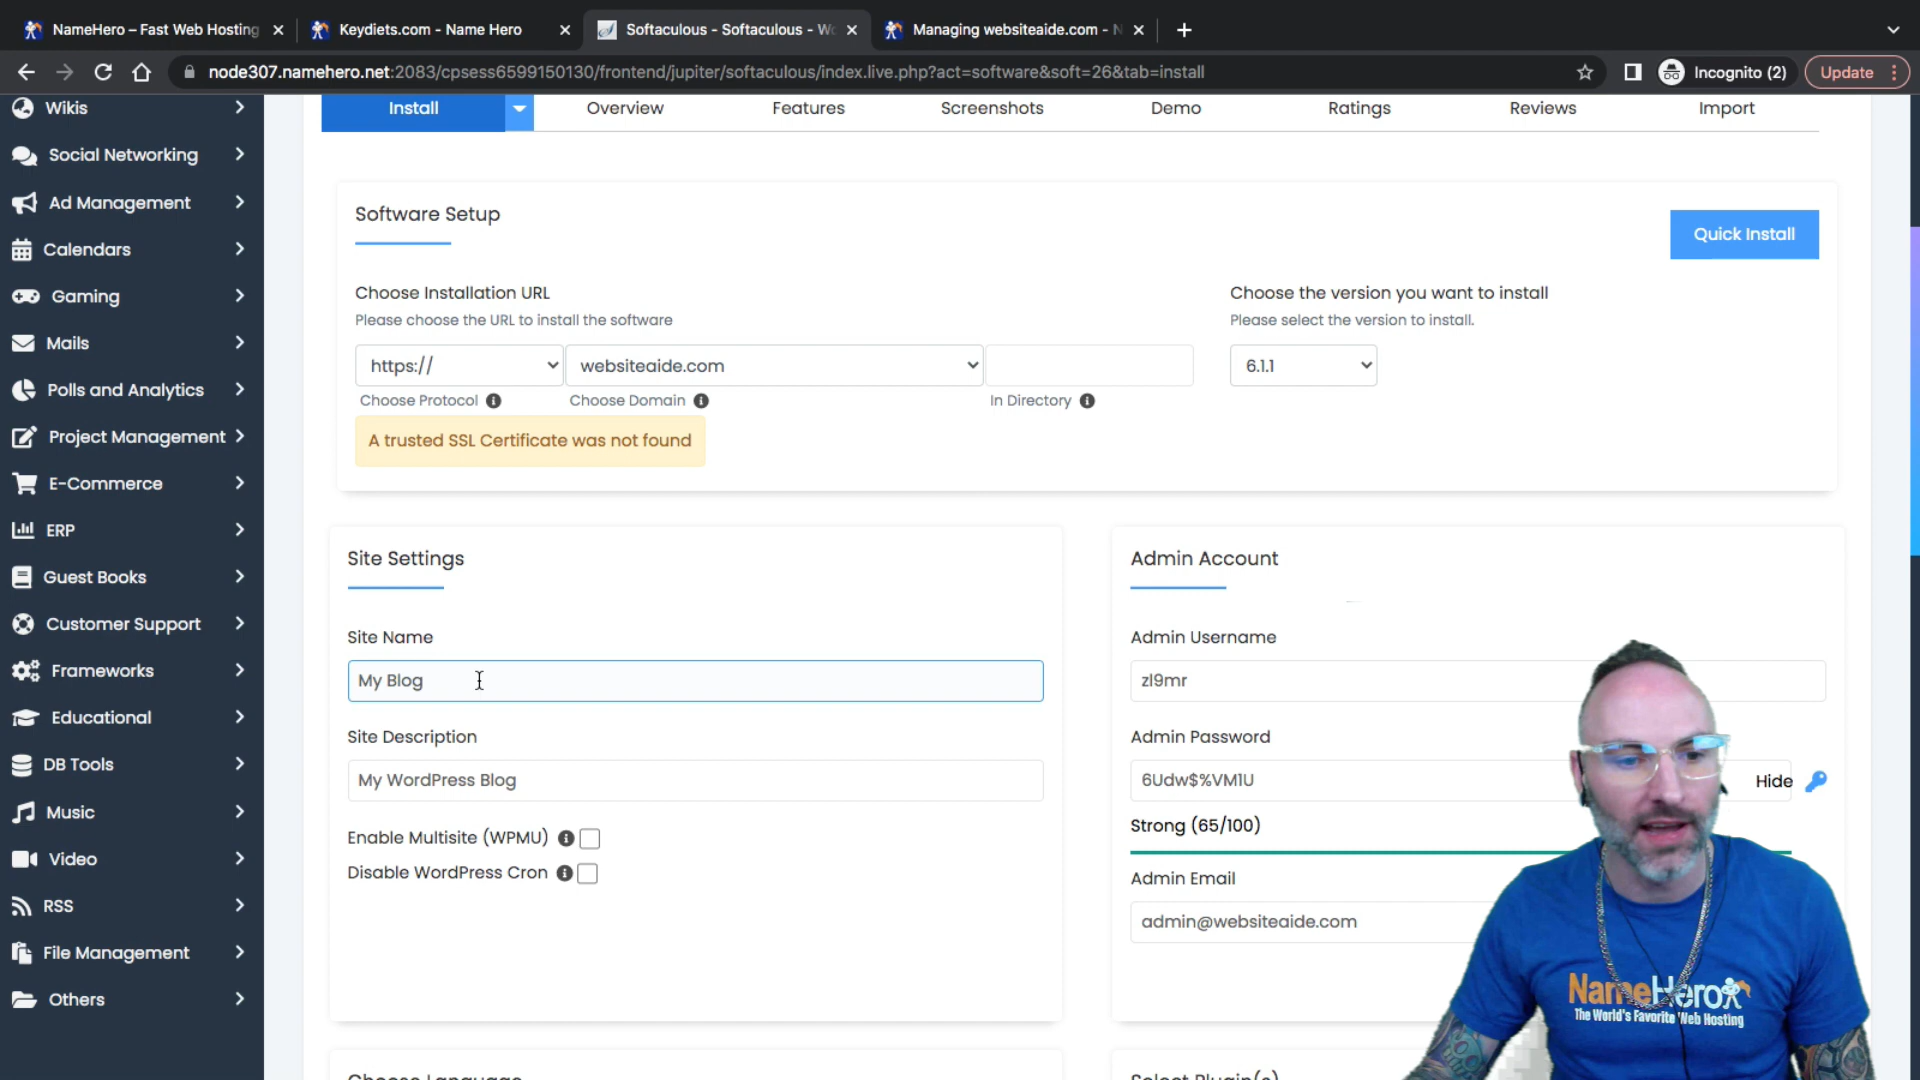 NameHero – Fast Web Hosting
Keydiets.com - Name Hero
Softaculous - Softaculous - Wo
Managing websiteaide.com - N
node307.namehero.net:2083/cpsess6599150130/frontend/jupiter/softaculous/index.live.php?act=software&soft=26&tab=install
Incognito (2)
Update
Wikis
Social Networking
Ad Management
Calendars
Gaming
Mails
Polls and Analytics
Project Management
E-Commerce
ERP
Guest Books
Customer Support
Frameworks
Educational
DB Tools
Music
Video
RSS
File Management
Others
Install
Overview
Features
Screenshots
Demo
Ratings
Reviews
Import
Software Setup
Quick Install
Choose Installation URL
Please choose the URL to install the software
https://
websiteaide.com
Choose Protocol
Choose Domain
In Directory
A trusted SSL Certificate was not found
Choose the version you want to install
Please select the version to install.
6.1.1
Site Settings
Site Name
My Blog
Site Description
My WordPress Blog
Enable Multisite (WPMU)
Disable WordPress Cron
Admin Account
Admin Username
zl9mr
Admin Password
6Udw$%VM1U
Hide
Strong (65/100)
Admin Email
admin@websiteaide.com
Choose Language
Select Plugin(s)
NameHero
The World's Favorite Web Hosting